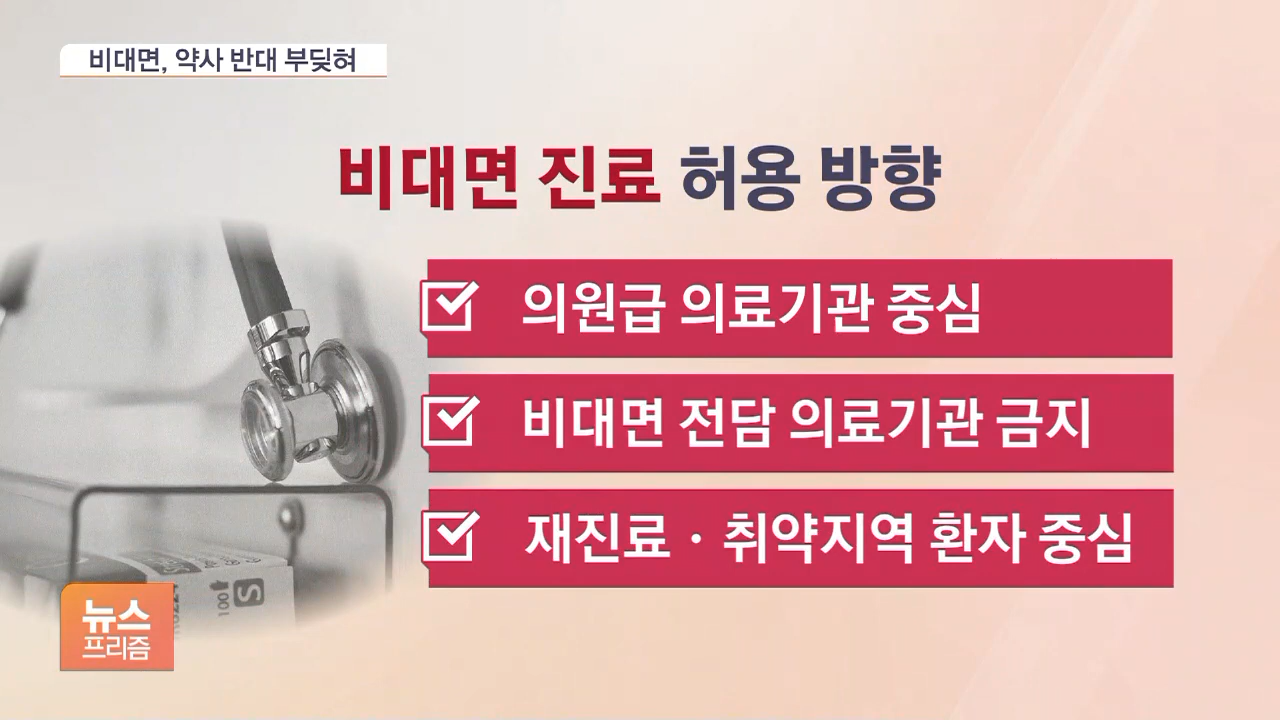 비대면, 약사 반대 부딪혀
비대면 진료 허용 방향
의원급 의료기관 중심
비대면 전담 의료기관 금지
재진료 · 취약지역 환자 중심
100
S
뉴스
프리즘